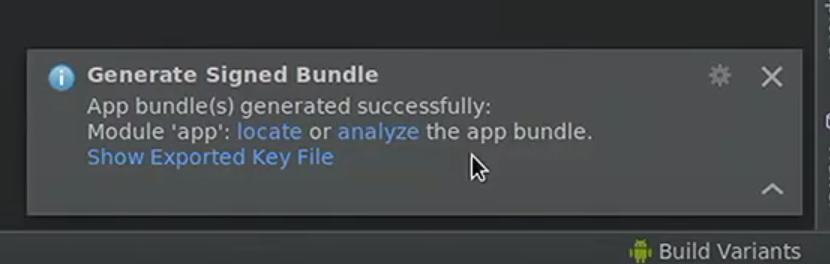 Generate Signed Bundle
App bundle(s) generated successfully:
Module 'app': locate or analyze the app bundle.
Show Exported Key File
Build Variants